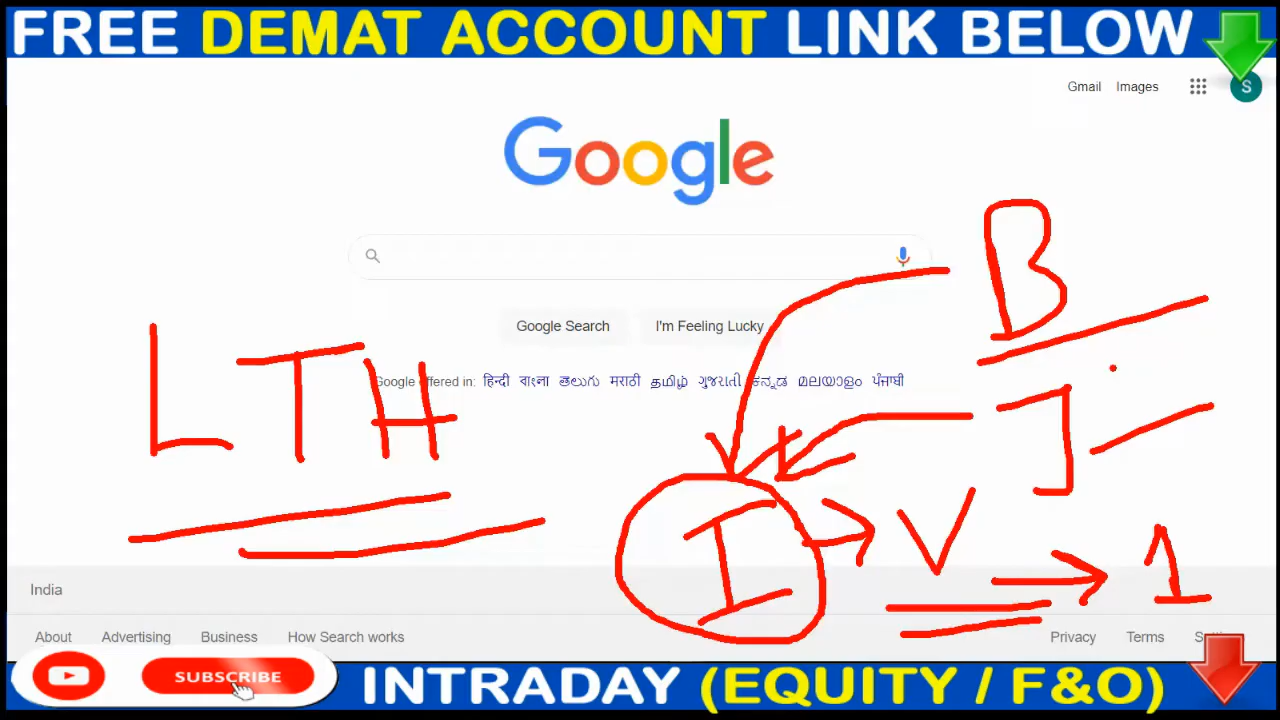 FREE DEMAT ACCOUNT LINK BELOW
Gmail Images S
Google
Google Search I'm Feeling Lucky
Google offered in: हिन्दी বাংলা తెలుగు मराठी தமிழ் ગુજરાતી ಕನ್ನಡ മലയാളം ਪੰਜਾਬੀ
B
LTH
I
I V 1
India
About Advertising Business How Search works Privacy Terms
SUBSCRIBE
INTRADAY (EQUITY / F&O)